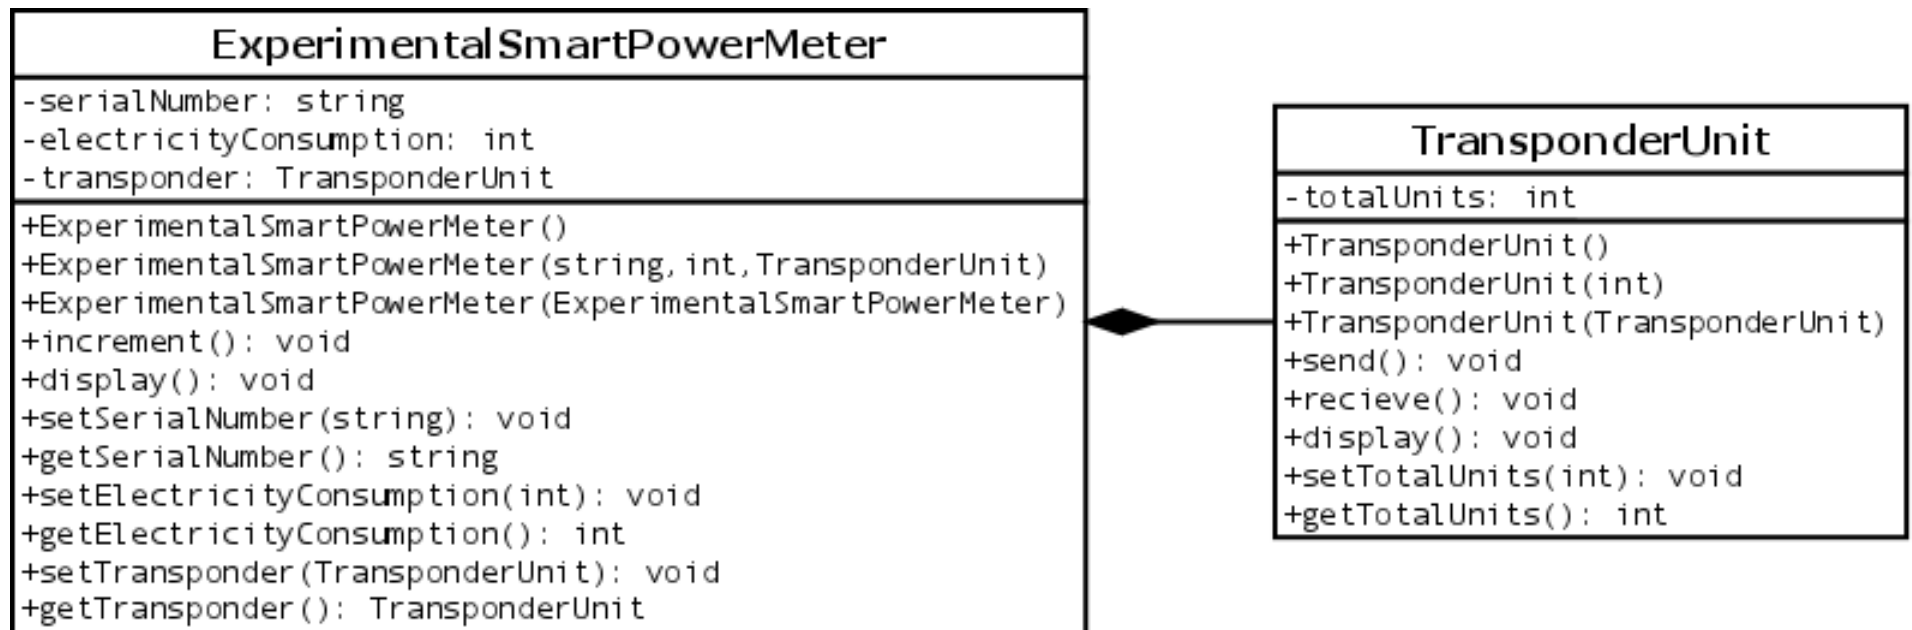 ExperimentalSmartPowerMeter
-serialNumber: string
-electricityConsumption: int
-transponder: TransponderUnit
+ExperimentalSmartPowerMeter()
+ExperimentalSmartPowerMeter(string,int,TransponderUnit)
+ExperimentalSmartPowerMeter(ExperimentalSmartPowerMeter)
+increment(): void
+display(): void
+setSerialNumber(string): void
+getSerialNumber(): string
+setElectricityConsumption(int): void
+getElectricityConsumption(): int
+setTransponder(TransponderUnit): void
+getTransponder(): TransponderUnit
TransponderUnit
-totalUnits: int
+TransponderUnit()
+TransponderUnit(int)
+TransponderUnit(TransponderUnit)
+send(): void
+recieve(): void
+display(): void
+setTotalUnits(int): void
+getTotalUnits(): int